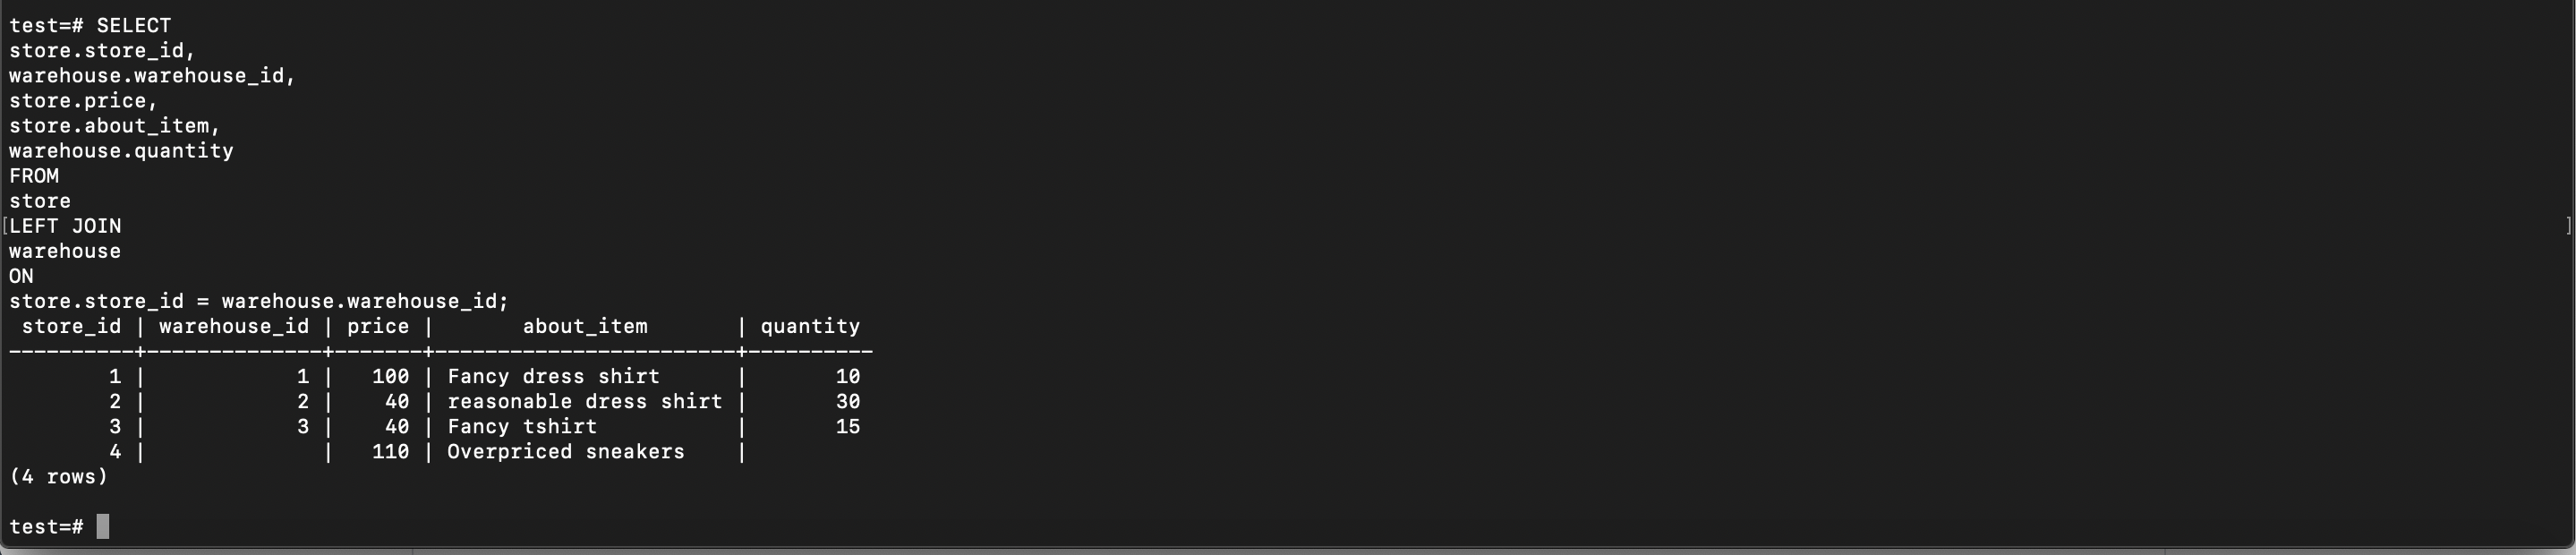 test=# SELECT
store.store_id,
warehouse.warehouse_id,
store.price,
store.about_item,
warehouse.quantity
FROM
store
[LEFT JOIN ]
warehouse
ON
store.store_id = warehouse.warehouse_id;
 store_id | warehouse_id | price |       about_item       | quantity
----------+--------------+-------+------------------------+----------
        1 |            1 |   100 | Fancy dress shirt      |       10
        2 |            2 |    40 | reasonable dress shirt |       30
        3 |            3 |    40 | Fancy tshirt           |       15
        4 |              |   110 | Overpriced sneakers    |
(4 rows)
test=#